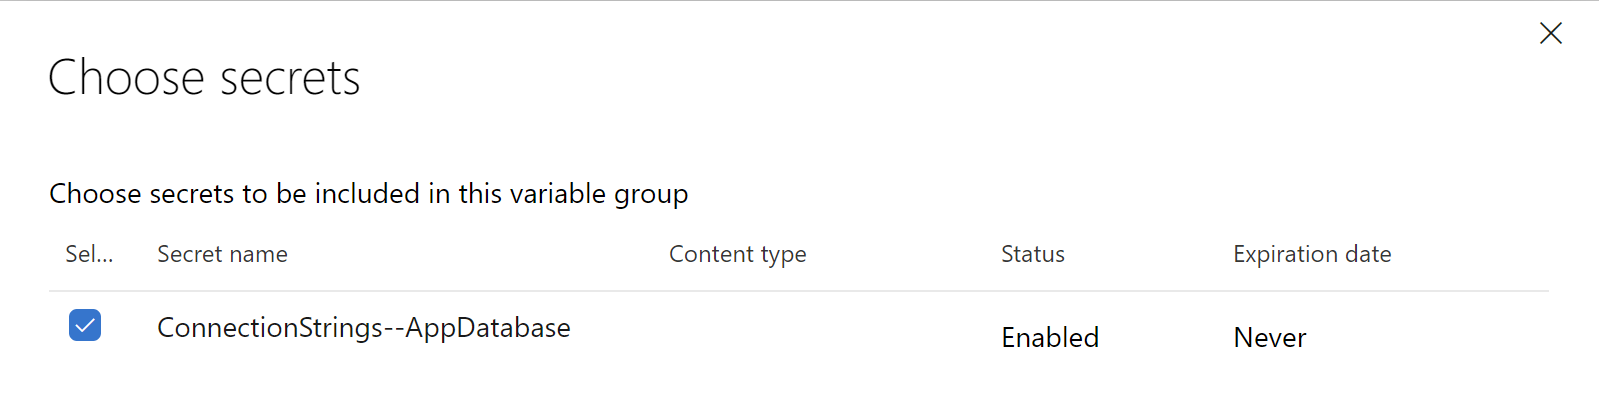 Choose secrets
Choose secrets to be included in this variable group
Sel... Secret name Content type Status Expiration date
ConnectionStrings--AppDatabase Enabled Never